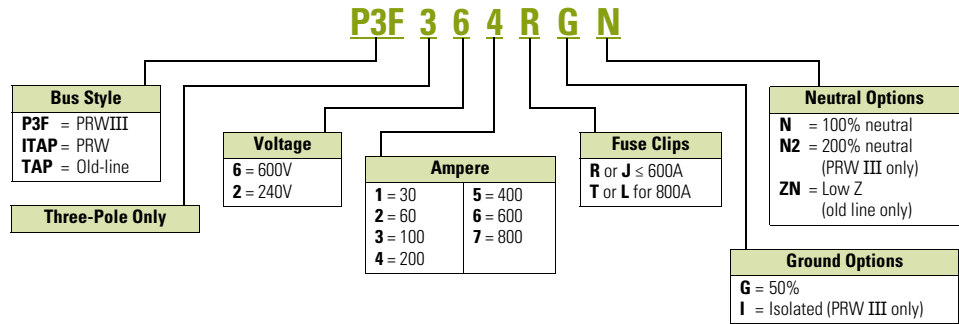 P3F 3 6 4 R G N
Bus Style
P3F = PRWIII
ITAP = PRW
TAP = Old-line
Three-Pole Only
Voltage
6 = 600V
2 = 240V
Ampere
1 = 30
2 = 60
3 = 100
4 = 200
5 = 400
6 = 600
7 = 800
Fuse Clips
R or J ≤ 600A
T or L for 800A
Neutral Options
N = 100% neutral
N2 = 200% neutral
(PRW III only)
ZN = Low Z
(old line only)
Ground Options
G = 50%
I = Isolated (PRW III only)